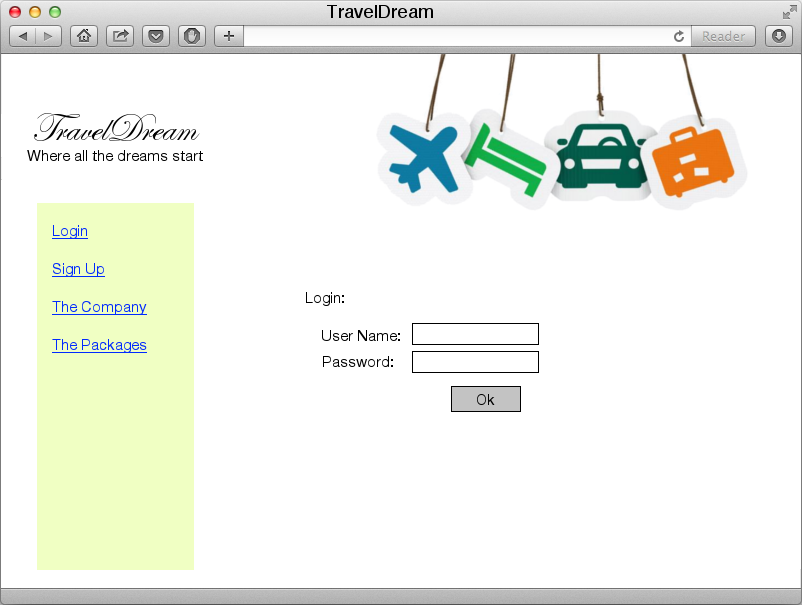 TravelDream
Reader
TravelDream
Where all the dreams start
Login
Sign Up
The Company
The Packages
Login:
User Name:
Password:
Ok